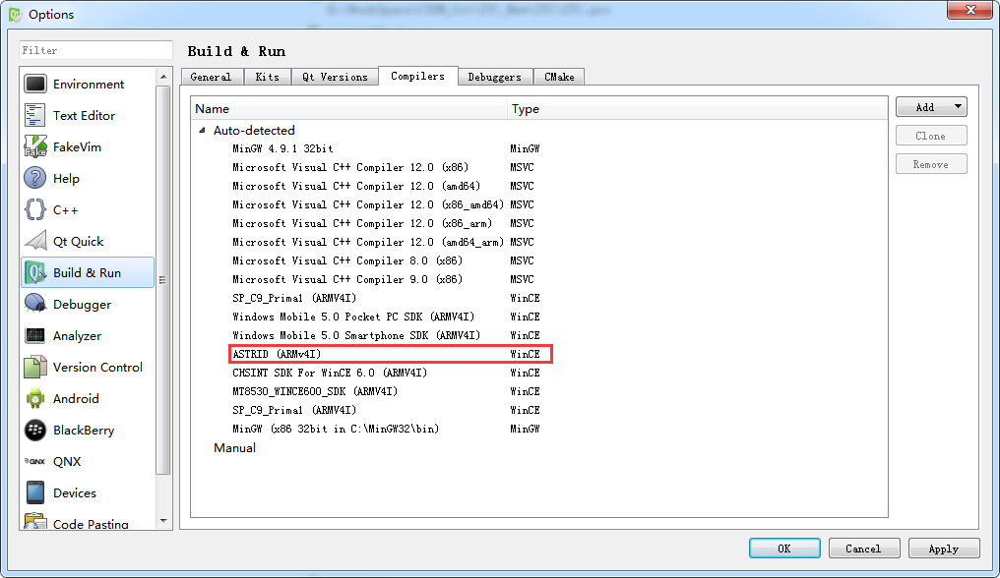 Options
Filter
Environment
Text Editor
FakeVim
Help
C++
Qt Quick
Build & Run
Debugger
Analyzer
Version Control
Android
BlackBerry
QNX
Devices
Code Pasting
Build & Run
General Kits Qt Versions Compilers Debuggers CMake
Name Type
Auto-detected
MinGW 4.9.1 32bit MinGW
Microsoft Visual C++ Compiler 12.0 (x86) MSVC
Microsoft Visual C++ Compiler 12.0 (amd64) MSVC
Microsoft Visual C++ Compiler 12.0 (x86_amd64) MSVC
Microsoft Visual C++ Compiler 12.0 (x86_arm) MSVC
Microsoft Visual C++ Compiler 12.0 (amd64_arm) MSVC
Microsoft Visual C++ Compiler 8.0 (x86) MSVC
Microsoft Visual C++ Compiler 9.0 (x86) MSVC
SP_C9_Prima1 (ARMV4I) WinCE
Windows Mobile 5.0 Pocket PC SDK (ARMV4I) WinCE
Windows Mobile 5.0 Smartphone SDK (ARMV4I) WinCE
ASTRID (ARMv4I) WinCE
CHSINT SDK For WinCE 6.0 (ARMV4I) WinCE
MT8530_WINCE600_SDK (ARMV4I) WinCE
SP_C9_Prima1 (ARMV4I) WinCE
MinGW (x86 32bit in C:\MinGW32\bin) MinGW
Manual
Add
Clone
Remove
OK Cancel Apply